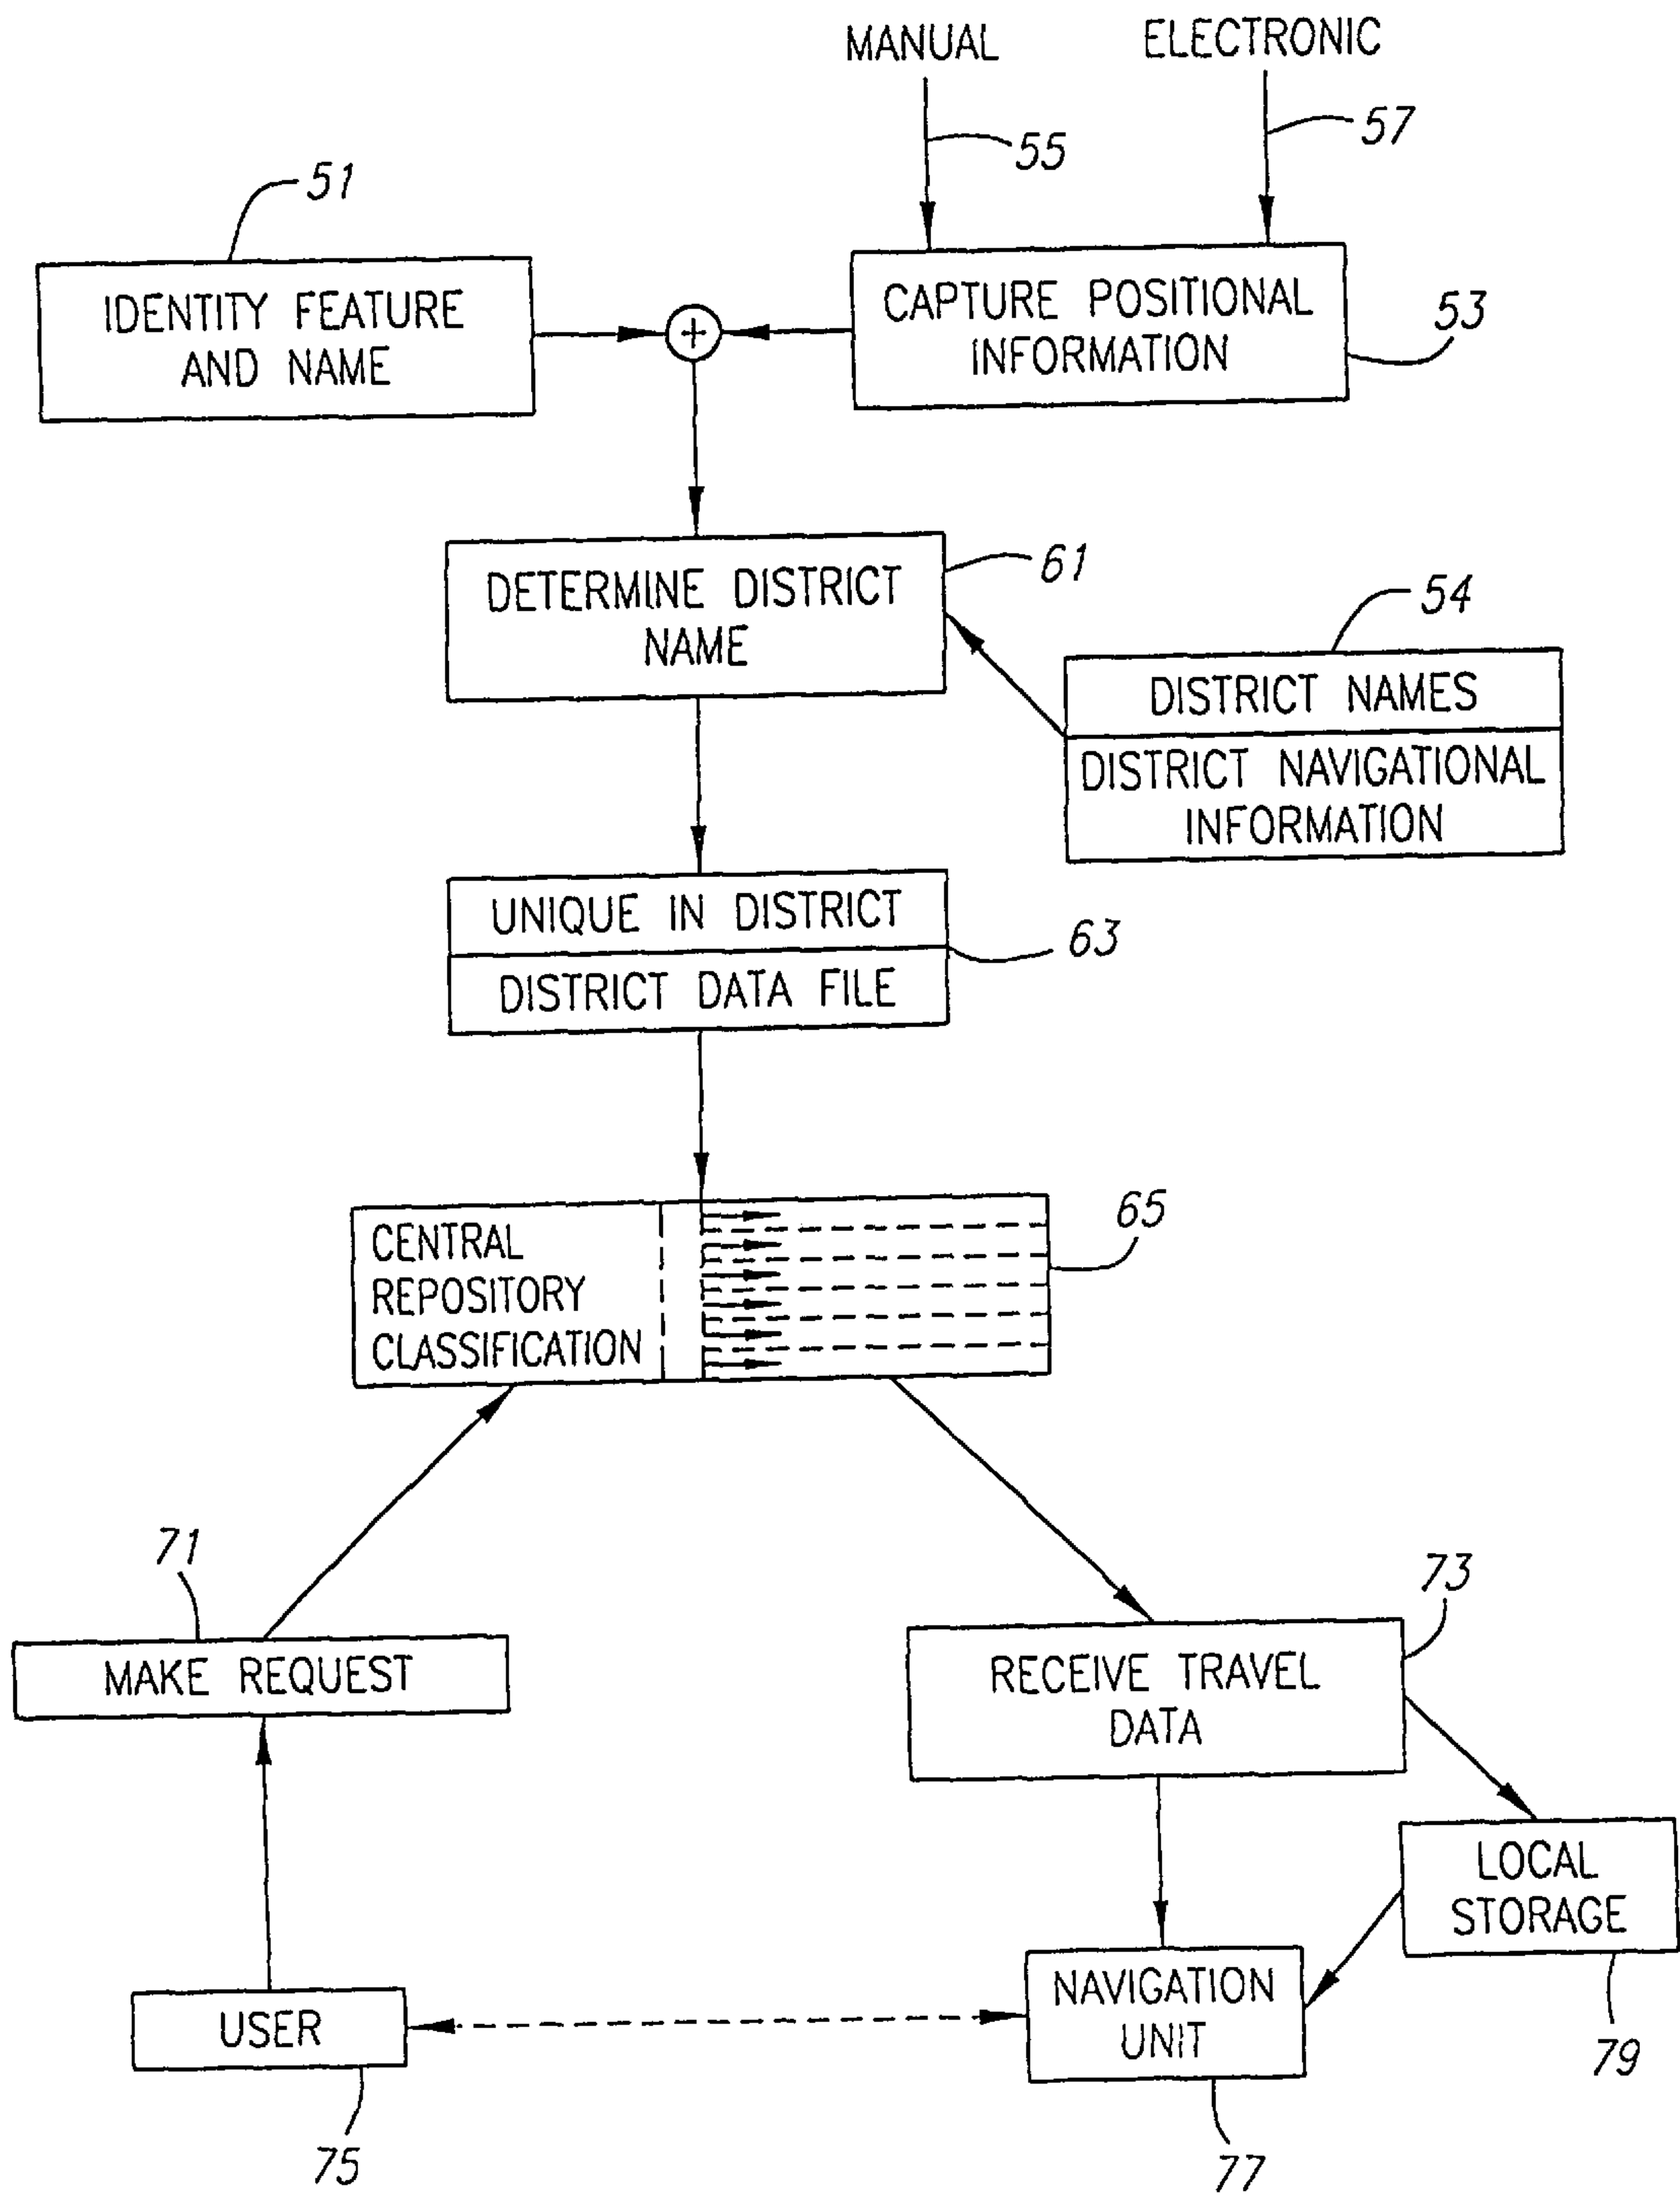 MANUAL
ELECTRONIC
55
57
51
IDENTITY FEATURE
AND NAME
CAPTURE POSITIONAL
INFORMATION
53
+
DETERMINE DISTRICT
NAME
61
54
DISTRICT NAMES
DISTRICT NAVIGATIONAL
INFORMATION
UNIQUE IN DISTRICT
DISTRICT DATA FILE
63
CENTRAL
REPOSITORY
CLASSIFICATION
65
71
MAKE REQUEST
73
RECEIVE TRAVEL
DATA
LOCAL
STORAGE
79
USER
75
NAVIGATION
UNIT
77